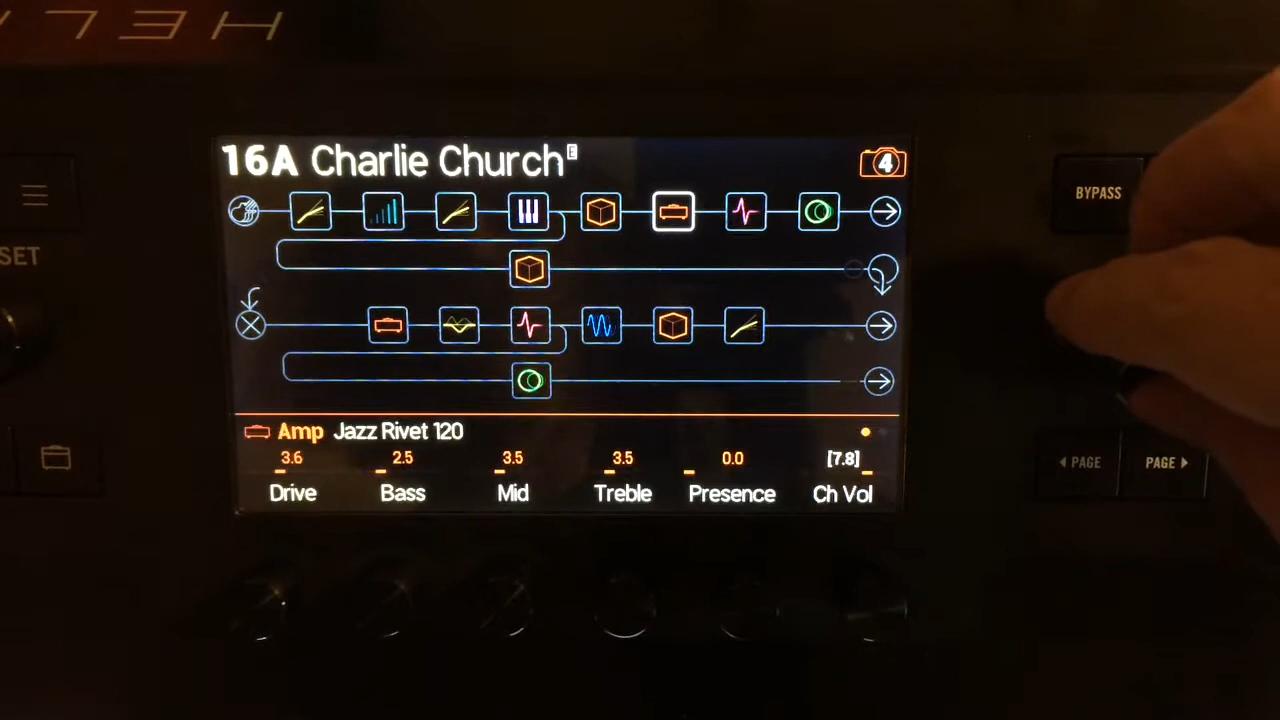 HEL
16A Charlie Church E 4
BYPASS
SET
Amp Jazz Rivet 120
3.6 2.5 3.5 3.5 0.0 [7.8]
Drive Bass Mid Treble Presence Ch Vol
PAGE PAGE